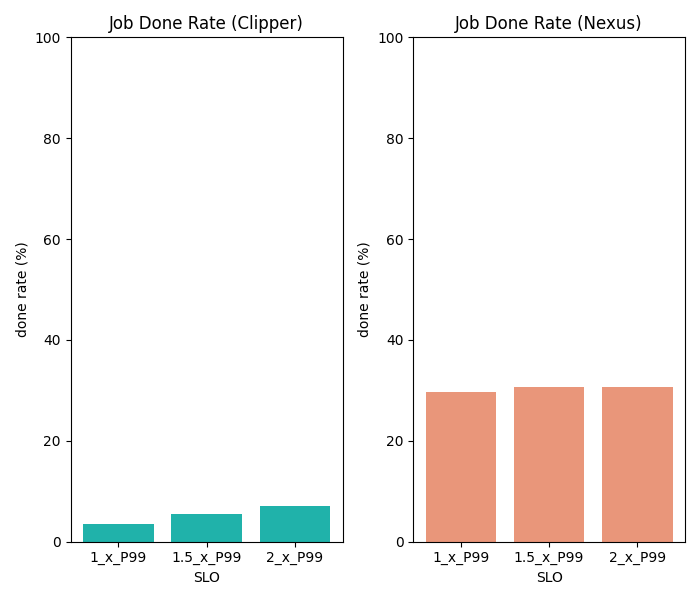 Job Done Rate (Clipper)
100
80
60
40
20
0
done rate (%)
1_x_P99 1.5_x_P99 2_x_P99
SLO
Job Done Rate (Nexus)
100
80
60
40
20
0
done rate (%)
1_x_P99 1.5_x_P99 2_x_P99
SLO